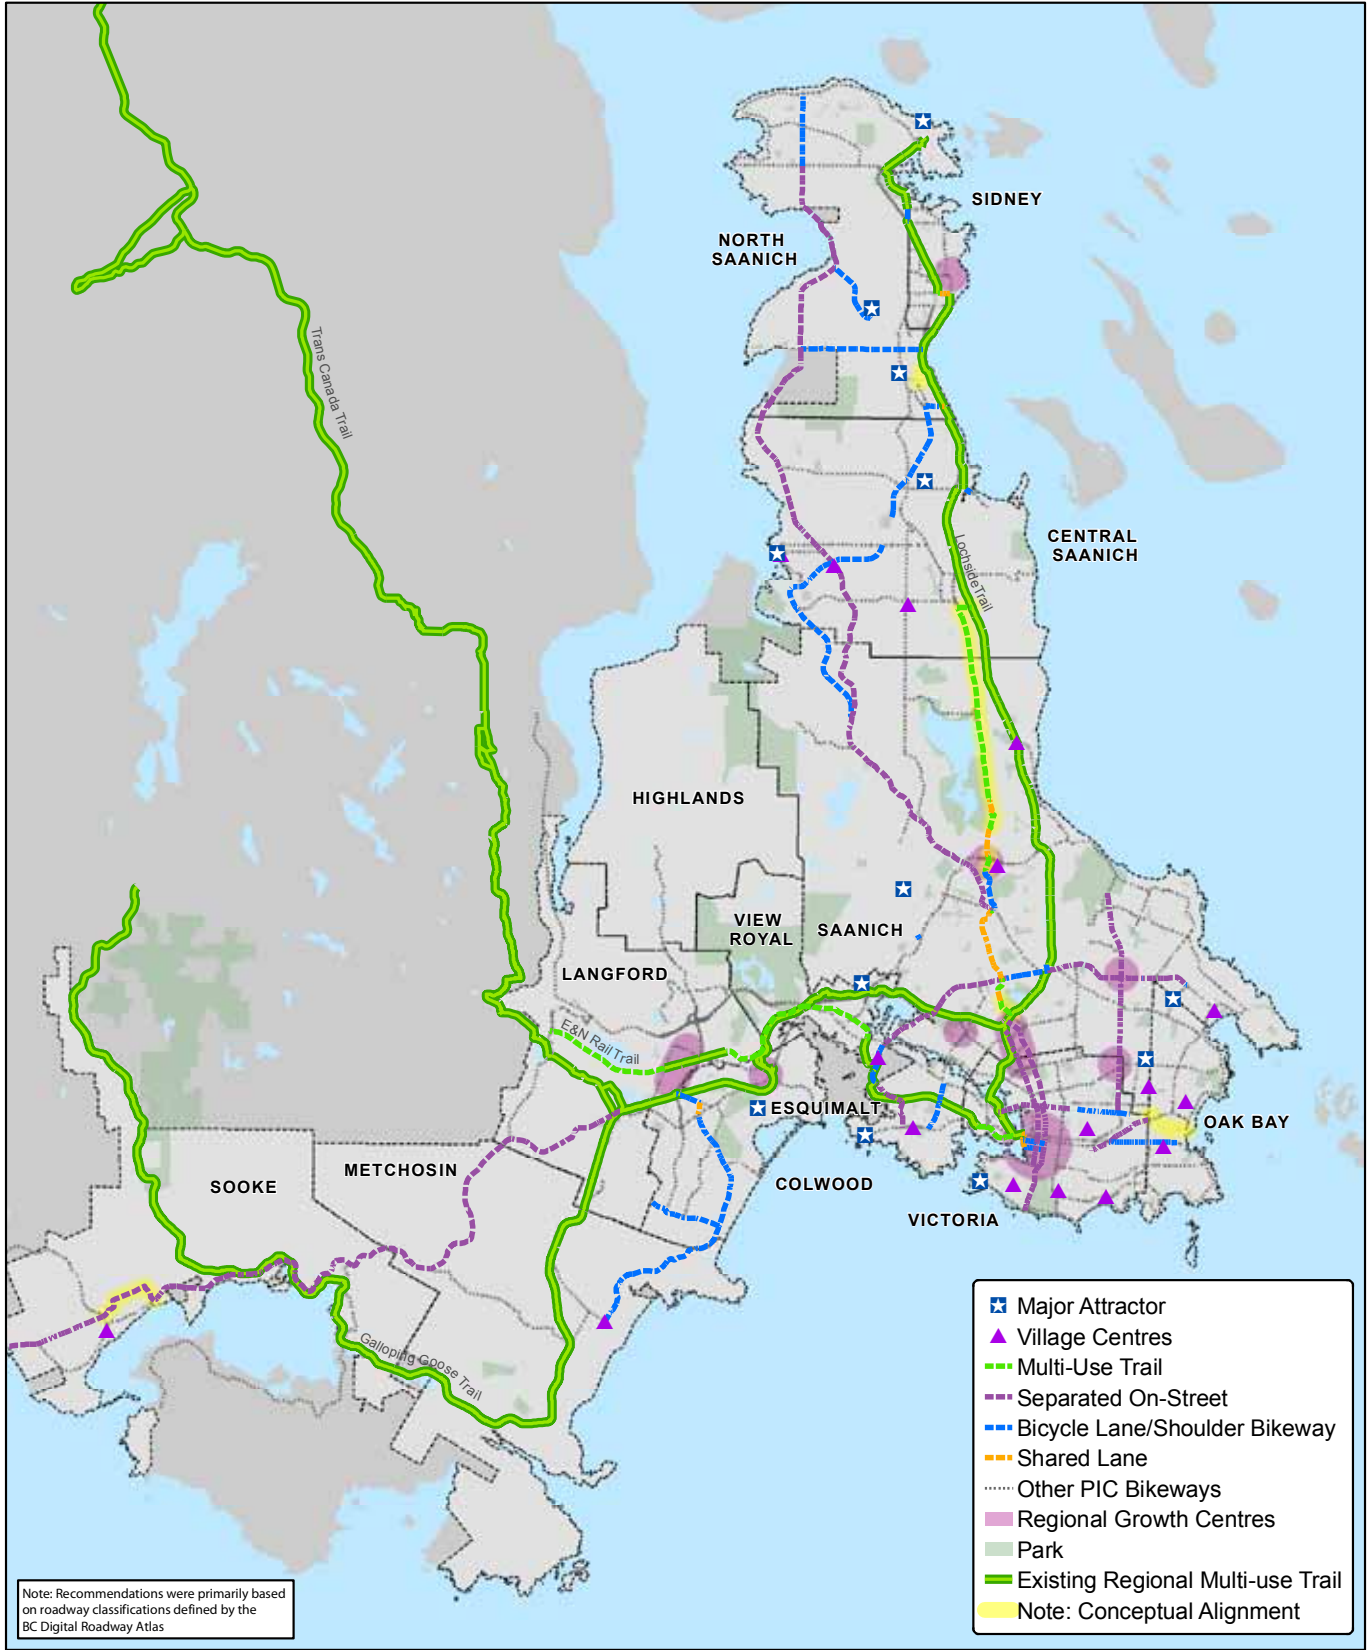 SIDNEY
NORTH
SAANICH
Trans Canada Trail
CENTRAL
SAANICH
Lochside Trail
HIGHLANDS
VIEW
ROYAL
SAANICH
LANGFORD
E&N Rail Trail
ESQUIMALT
OAK BAY
METCHOSIN
SOOKE
COLWOOD
VICTORIA
Galloping Goose Trail
Major Attractor
Village Centres
Multi-Use Trail
Separated On-Street
Bicycle Lane/Shoulder Bikeway
Shared Lane
Other PIC Bikeways
Regional Growth Centres
Park
Existing Regional Multi-use Trail
Note: Conceptual Alignment
Note: Recommendations were primarily based
on roadway classifications defined by the
BC Digital Roadway Atlas